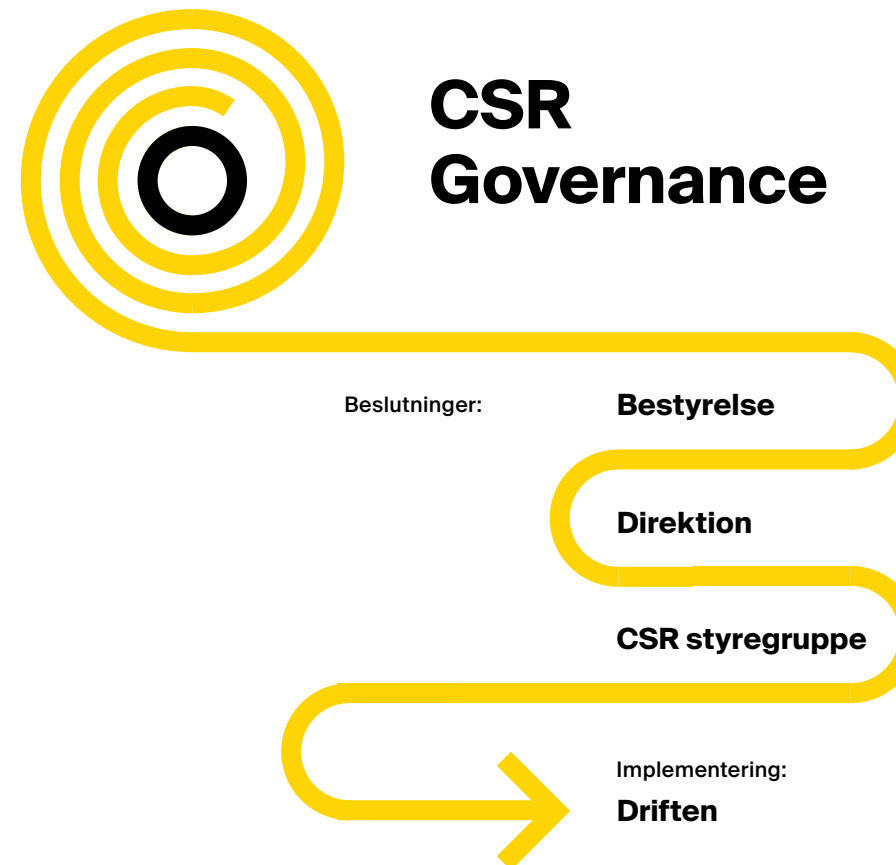 CSR
Governance
Beslutninger:
Bestyrelse
Direktion
CSR styregruppe
Implementering:
Driften